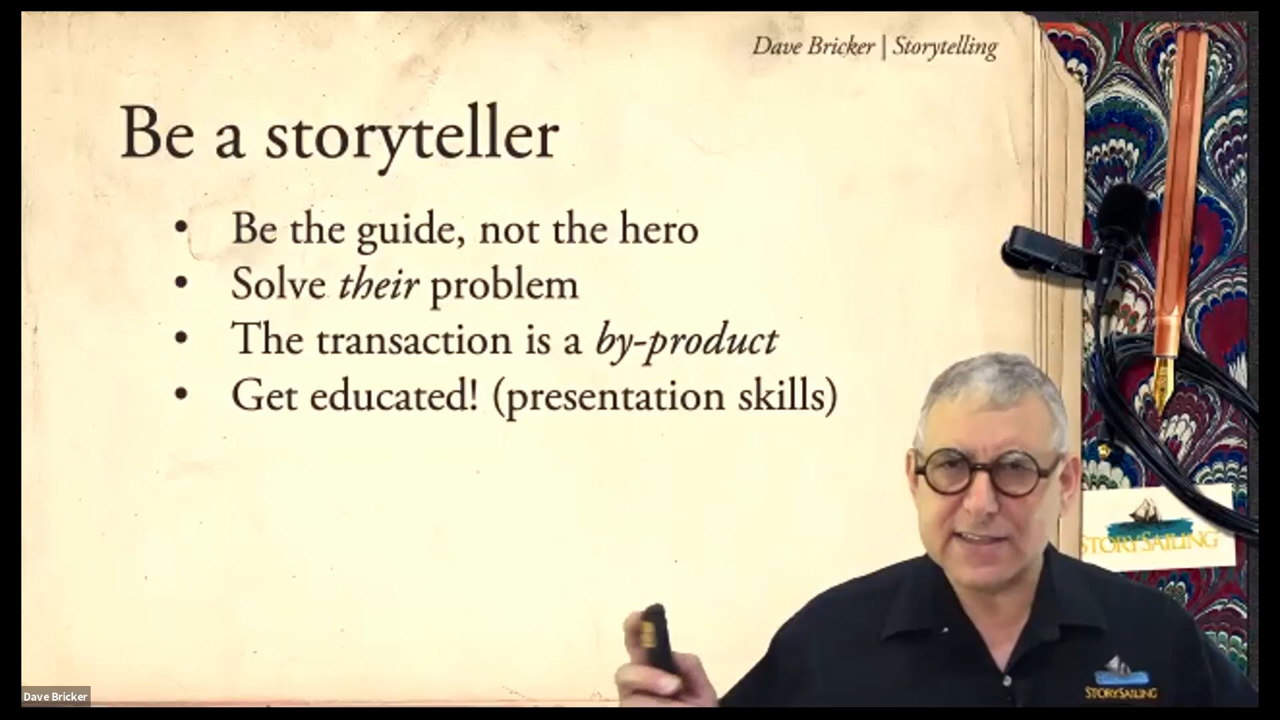 Dave Bricker | Storytelling
Be a storyteller
• Be the guide, not the hero
• Solve their problem
• The transaction is a by-product
• Get educated! (presentation skills)
STORYSAILING
STORYSAILING
Dave Bricker